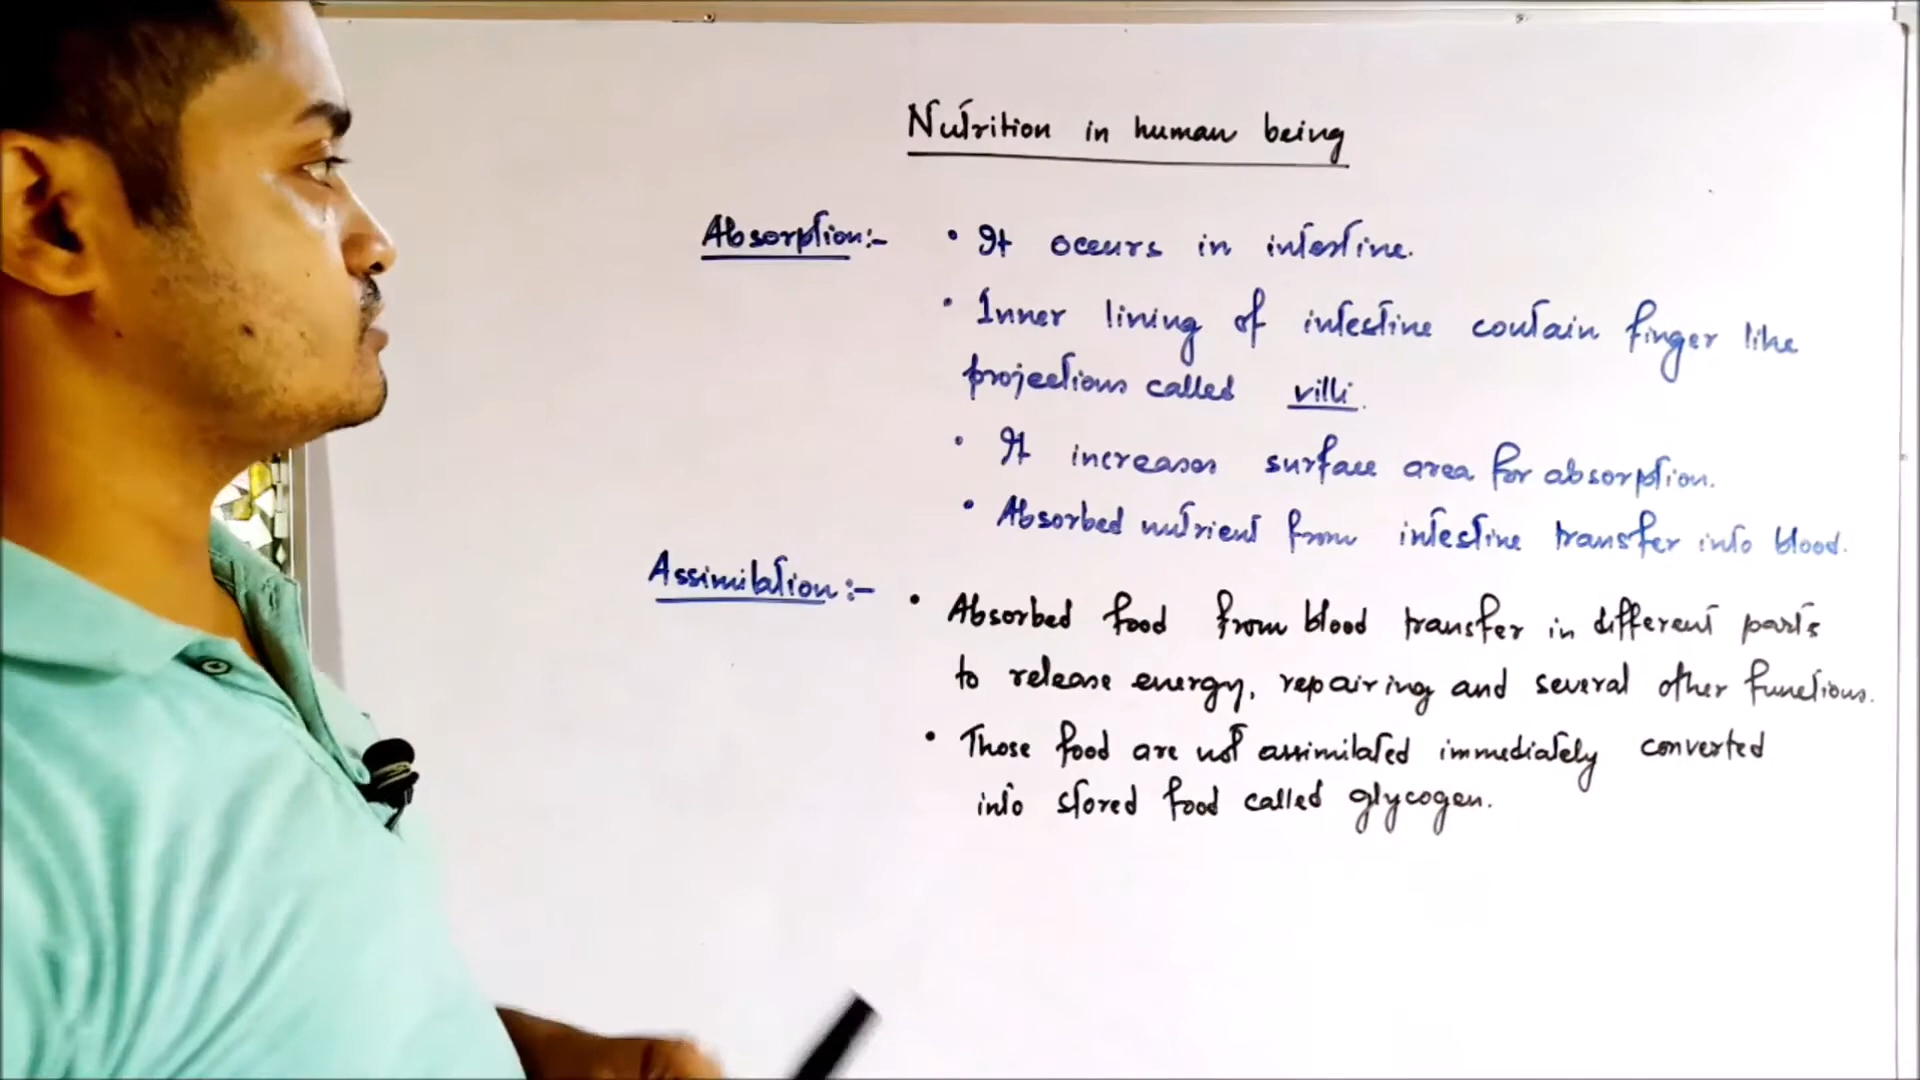 Nutrition in human being
Absorption:- • It occurs in intestine.
• Inner lining of intestine contain finger like
projections called villi.
• It increases surface area for absorption.
• Absorbed nutrient from intestine transfer into blood.
Assimilation:- • Absorbed food from blood transfer in different parts
to release energy, repairing and several other functions.
• Those food are not assimilated immediately converted
into stored food called glycogen.